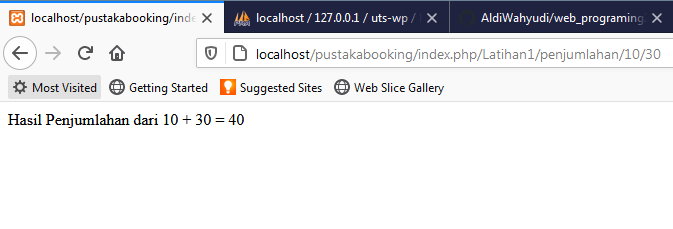 localhost/pustakabooking/inde
localhost / 127.0.0.1 / uts-wp /
AldiWahyudi/web_programing
localhost/pustakabooking/index.php/Latihan1/penjumlahan/10/30
Most Visited Getting Started Suggested Sites Web Slice Gallery
Hasil Penjumlahan dari 10 + 30 = 40